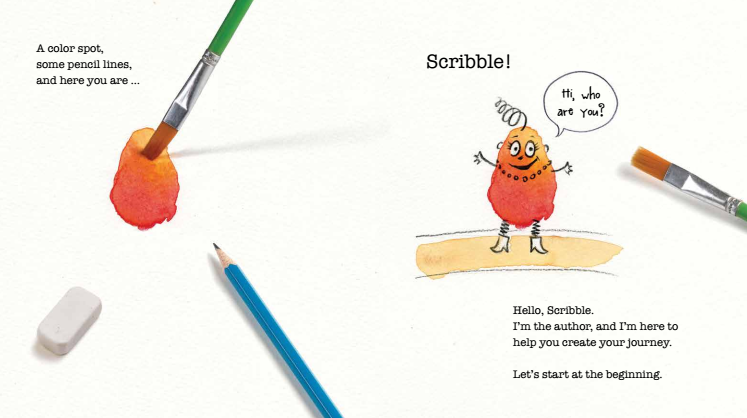 A color spot,
some pencil lines,
and here you are ...
Scribble!
Hi, who
are you?
Hello, Scribble.
I'm the author, and I'm here to
help you create your journey.
Let's start at the beginning.